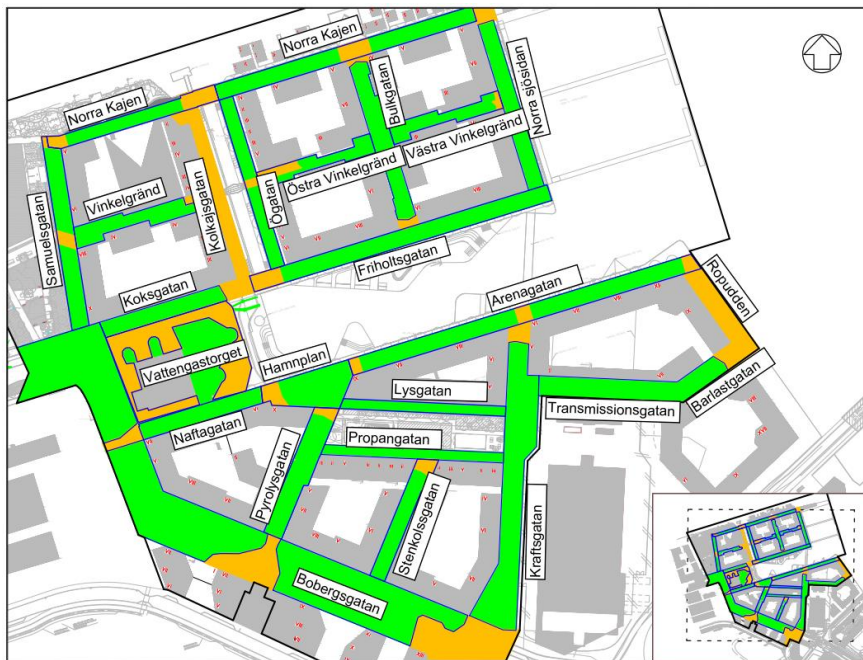 Norra Kajen
Norra Kajen
Bulkgatan
Norra sjösidan
Västra Vinkelgränd
Östra Vinkelgränd
Vinkelgränd
Kolkajsgatan
Ögatan
Samuelsgatan
Friholtsgatan
Koksgatan
Arenagatan
Ropudden
Vattengastorget
Hamnplan
Lysgatan
Barlastgatan
Transmissionsgatan
Naftagatan
Propangatan
Pyrolysgatan
Stenkolssgatan
Kraftsgatan
Bobergsgatan